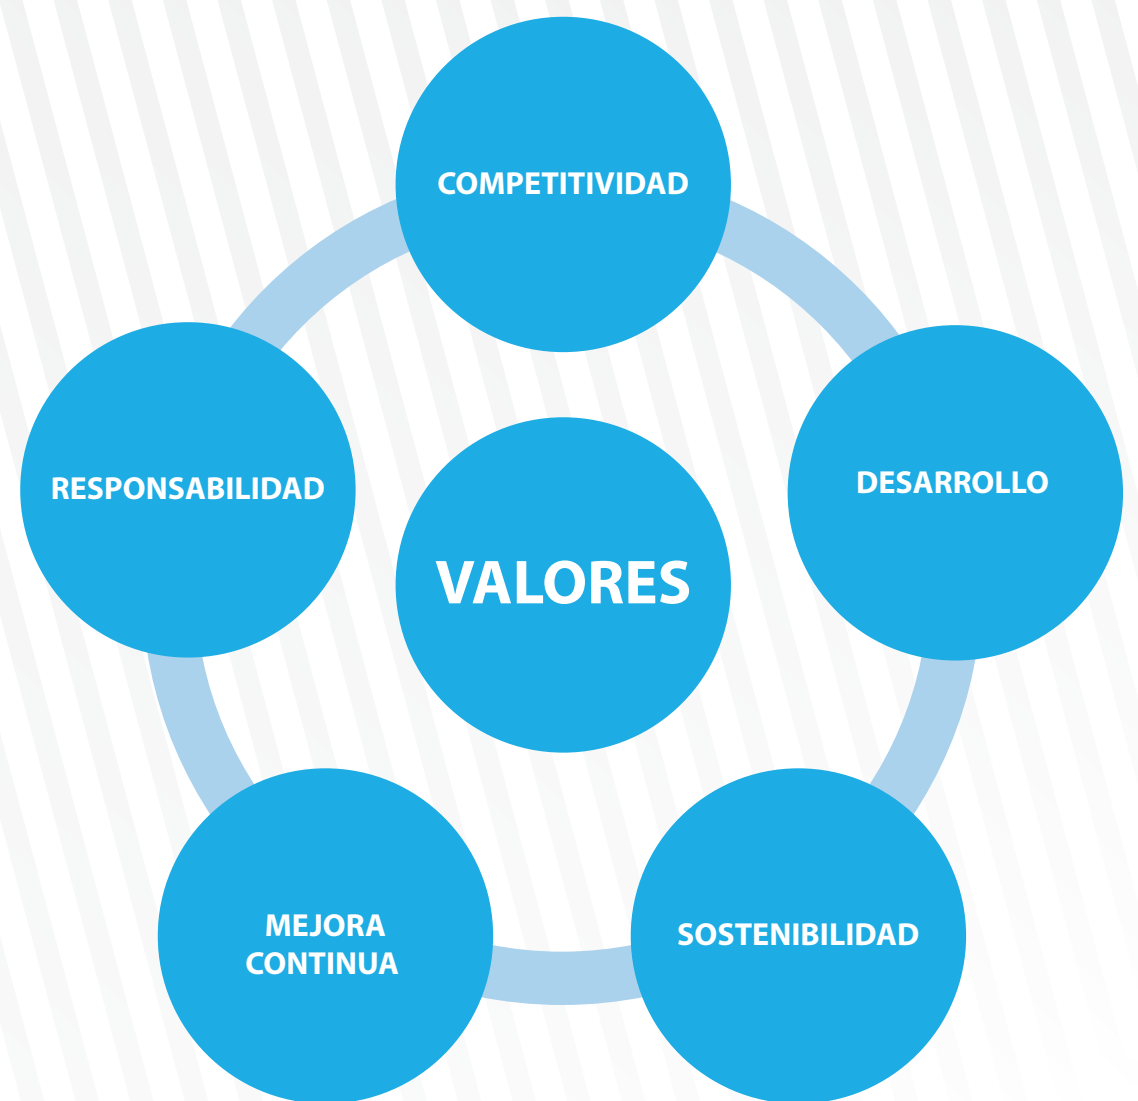 COMPETITIVIDAD
RESPONSABILIDAD
DESARROLLO
VALORES
MEJORA
CONTINUA
SOSTENIBILIDAD